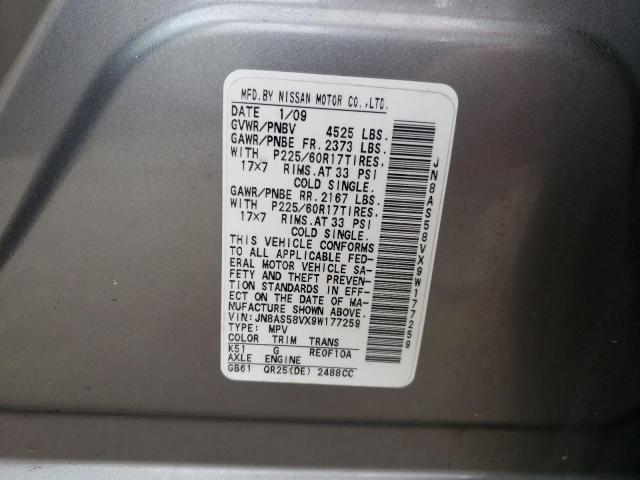 MFD.BY NISSAN MOTOR CO.,LTD.
DATE 1/09
GVWR/PNBV 4525 LBS.
GAWR/PNBE FR. 2373 LBS.
WITH P225/60R17TIRES,
17×7 RIMS.AT 33 PSI
COLD SINGLE.
GAWR/PNBE RR. 2167 LBS.
WITH P225/60R17TIRES,
17×7 RIMS.AT 33 PSI
COLD SINGLE.
THIS VEHICLE CONFORMS
TO ALL APPLICABLE FED-
ERAL MOTOR VEHICLE SA-
FETY AND THEFT PREVEN-
TION STANDARDS IN EFF-
ECT ON THE DATE OF MA-
NUFACTURE SHOWN ABOVE.
VIN:JN8AS58VX9W177259
TYPE: MPV
COLOR TRIM TRANS
K51 G RE0F10A
AXLE ENGINE
GB61 QR25(DE) 2488CC
JN8AS58VX9W177259